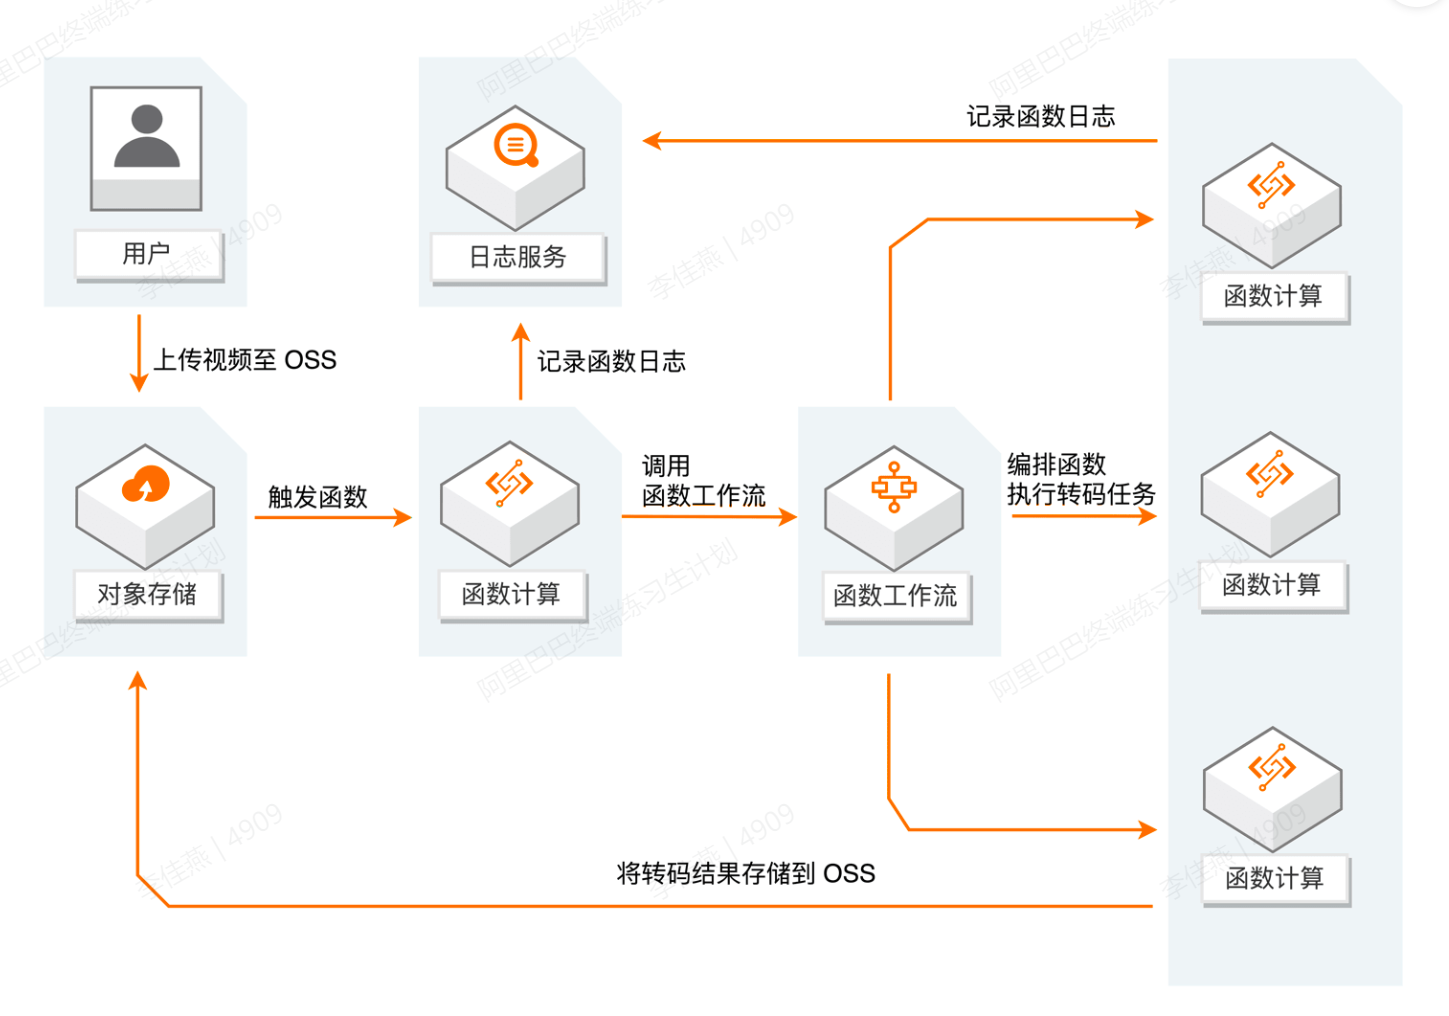 记录函数日志
用户
日志服务
函数计算
上传视频至 OSS
记录函数日志
触发函数
调用
函数工作流
编排函数
执行转码任务
对象存储
函数计算
函数工作流
函数计算
将转码结果存储到 OSS
函数计算
阿里巴巴终端练习生计划
李佳燕 | 4909